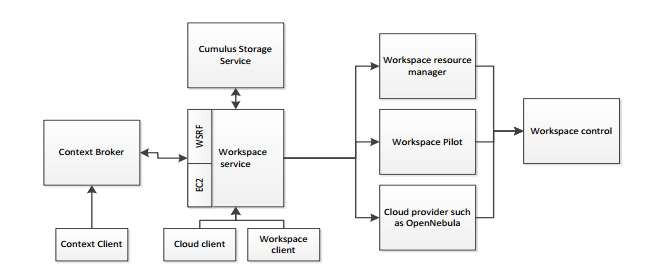 Cumulus Storage
Service
Workspace resource
manager
WSRF
Workspace
service
EC2
Context Broker
Workspace Pilot
Workspace control
Cloud provider such
as OpenNebula
Context Client
Cloud client
Workspace
client